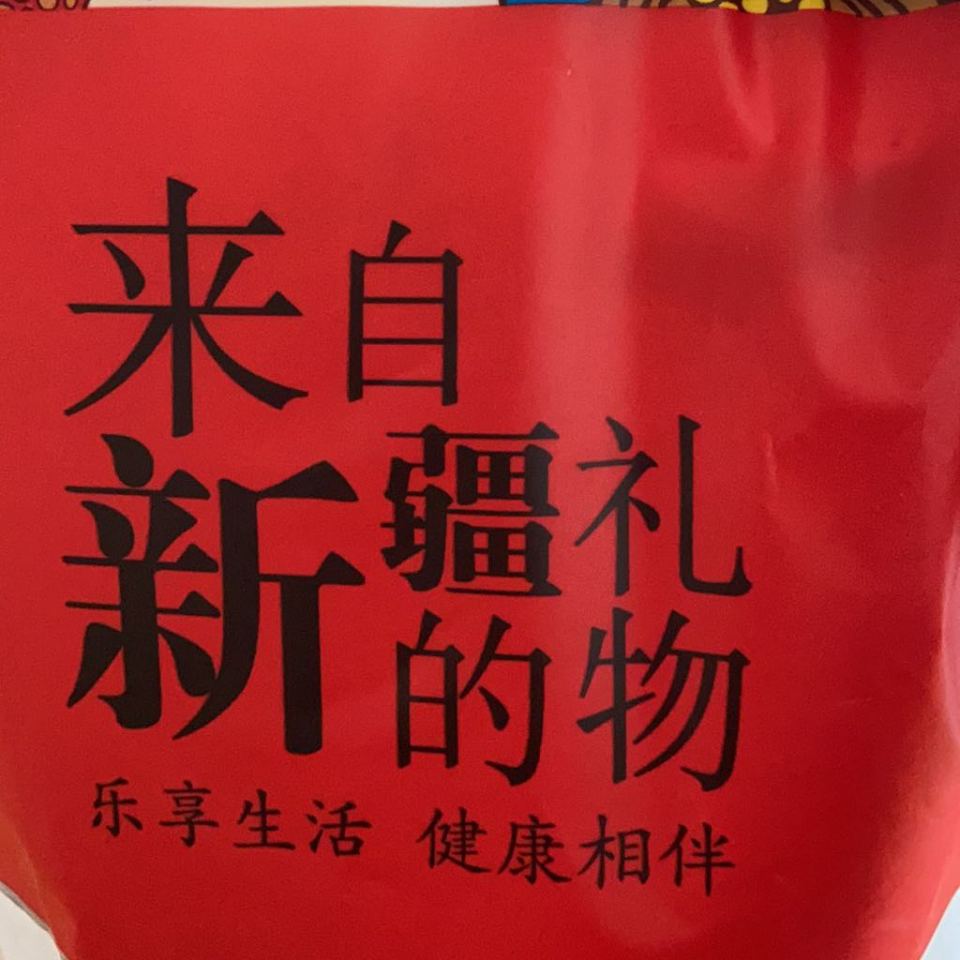 来自
新疆的礼物
乐享生活 健康相伴